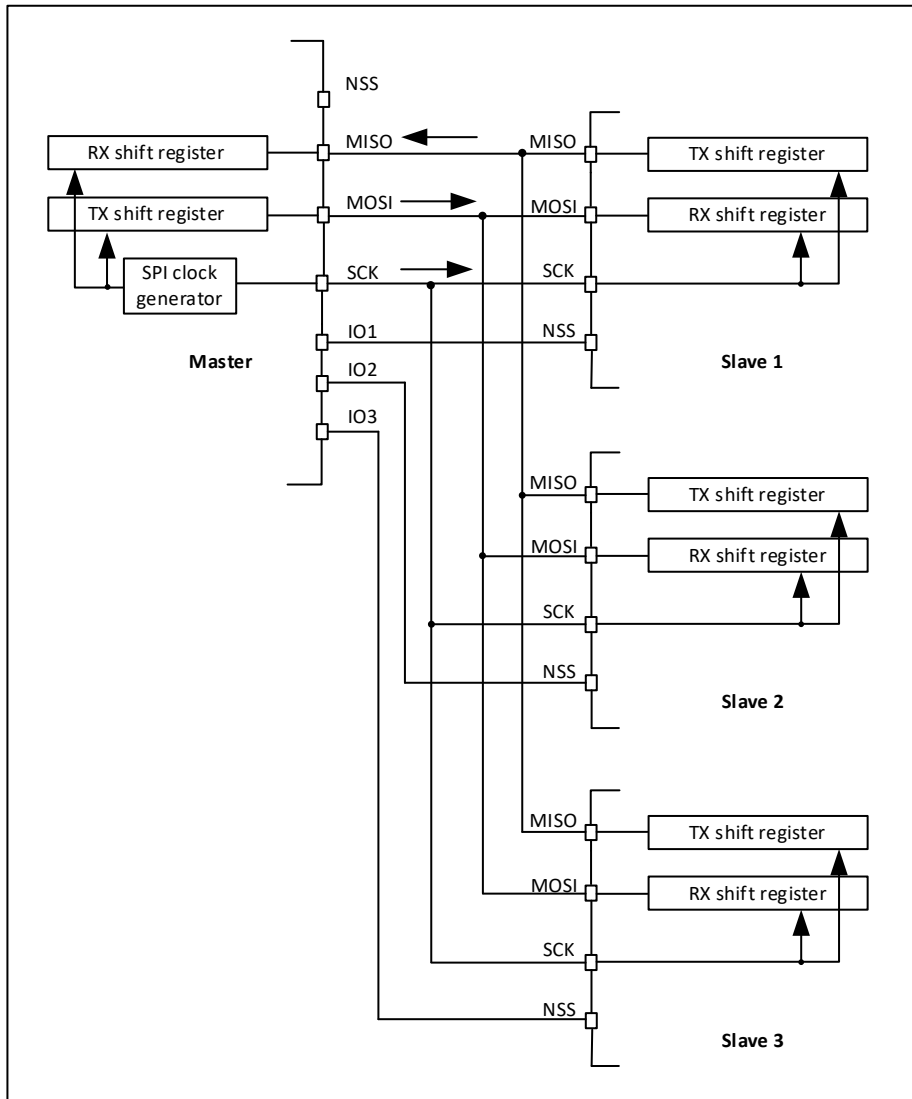 NSS
MISO
MISO
RX shift register
TX shift register
MOSI
MOSI
TX shift register
RX shift register
SCK
SCK
SPI clock
generator
IO1
NSS
Master
Slave 1
IO2
IO3
MISO
TX shift register
MOSI
RX shift register
SCK
NSS
Slave 2
MISO
TX shift register
MOSI
RX shift register
SCK
NSS
Slave 3